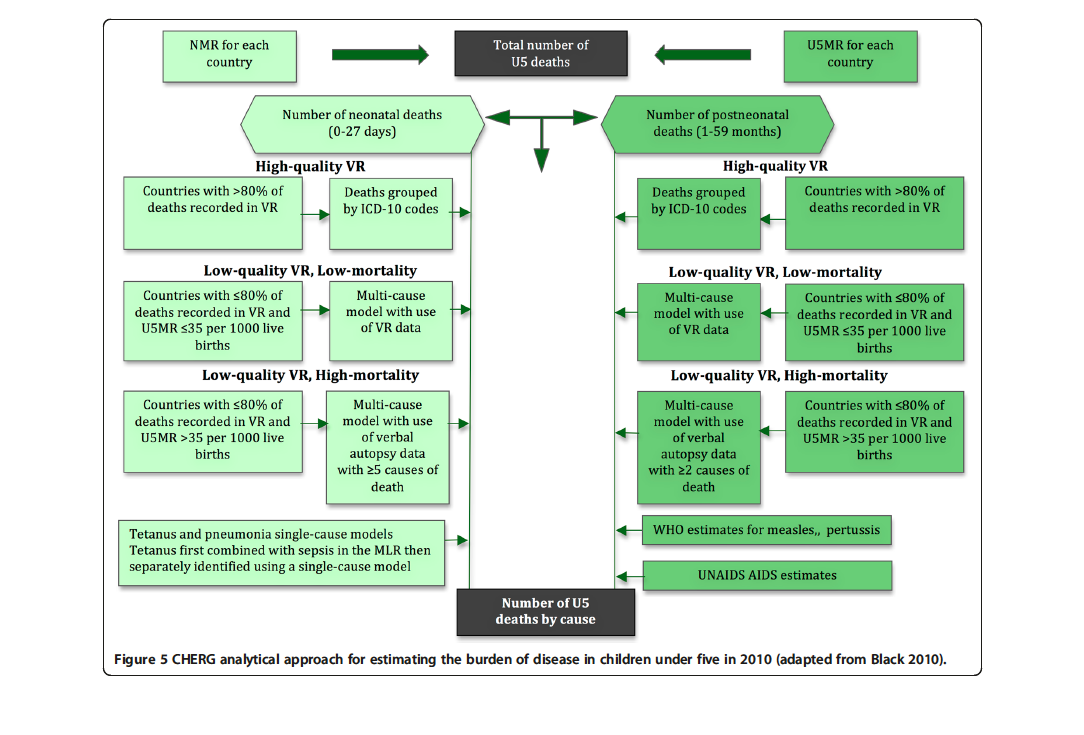 NMR for each
country
Total number of
U5 deaths
U5MR for each
country
Number of neonatal deaths
(0-27 days)
Number of postneonatal
deaths (1-59 months)
High-quality VR
Countries with >80% of
deaths recorded in VR
Deaths grouped
by ICD-10 codes
High-quality VR
Deaths grouped
by ICD-10 codes
Countries with >80% of
deaths recorded in VR
Low-quality VR, Low-mortality
Countries with ≤80% of
deaths recorded in VR and
U5MR ≤35 per 1000 live
births
Multi-cause
model with use
of VR data
Low-quality VR, Low-mortality
Multi-cause
model with use
of VR data
Countries with ≤80% of
deaths recorded in VR and
U5MR ≤35 per 1000 live
births
Low-quality VR, High-mortality
Countries with ≤80% of
deaths recorded in VR and
U5MR >35 per 1000 live
births
Multi-cause
model with use
of verbal
autopsy data
with ≥5 causes of
death
Low-quality VR, High-mortality
Multi-cause
model with use
of verbal
autopsy data
with ≥2 causes of
death
Countries with ≤80% of
deaths recorded in VR and
U5MR >35 per 1000 live
births
Tetanus and pneumonia single-cause models
Tetanus first combined with sepsis in the MLR then
separately identified using a single-cause model
WHO estimates for measles,, pertussis
UNAIDS AIDS estimates
Number of U5
deaths by cause
Figure 5 CHERG analytical approach for estimating the burden of disease in children under five in 2010 (adapted from Black 2010).